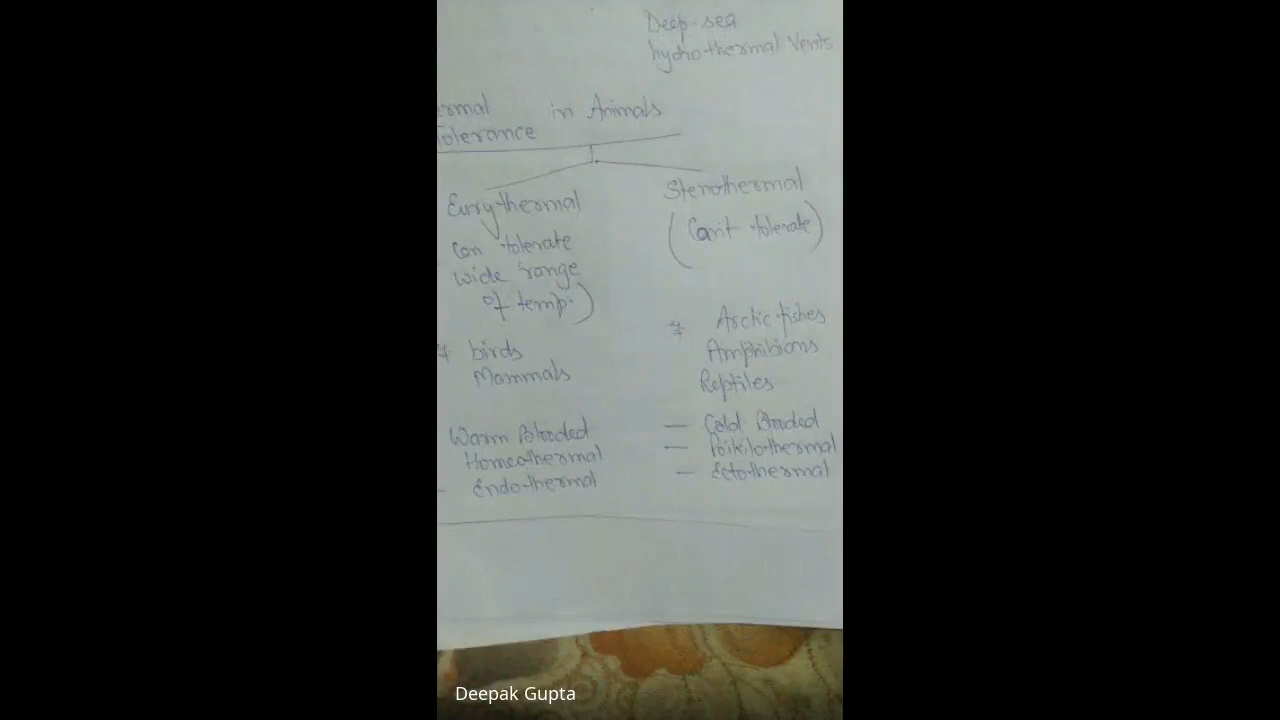 Deep-sea
hydrothermal Vents
ermal in Animals
tolerance
Eurythermal
Can tolerate
wide range
of temp.)
* birds
Mammals
Warm Blooded
Homeothermal
- Endothermal
Stenothermal
(Can't tolerate)
* Arctic fishes
Amphibians
Reptiles
— Cold Blooded
— Poikilothermal
— Ectothermal
Deepak Gupta